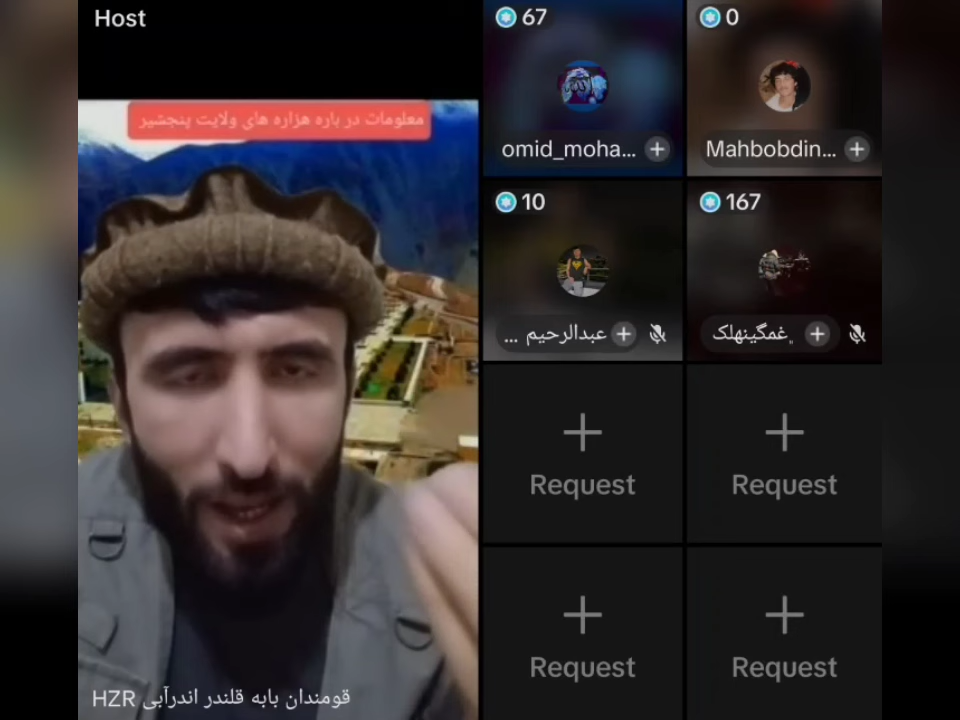 Host
معلومات در باره هزاره های ولایت پنجشیر
قومندان بابه قلندر اندرآبی HZR
67
omid_moha...
0
Mahbobdin...
10
عبدالرحیم ...
167
غمگینهلک
Request
Request
Request
Request